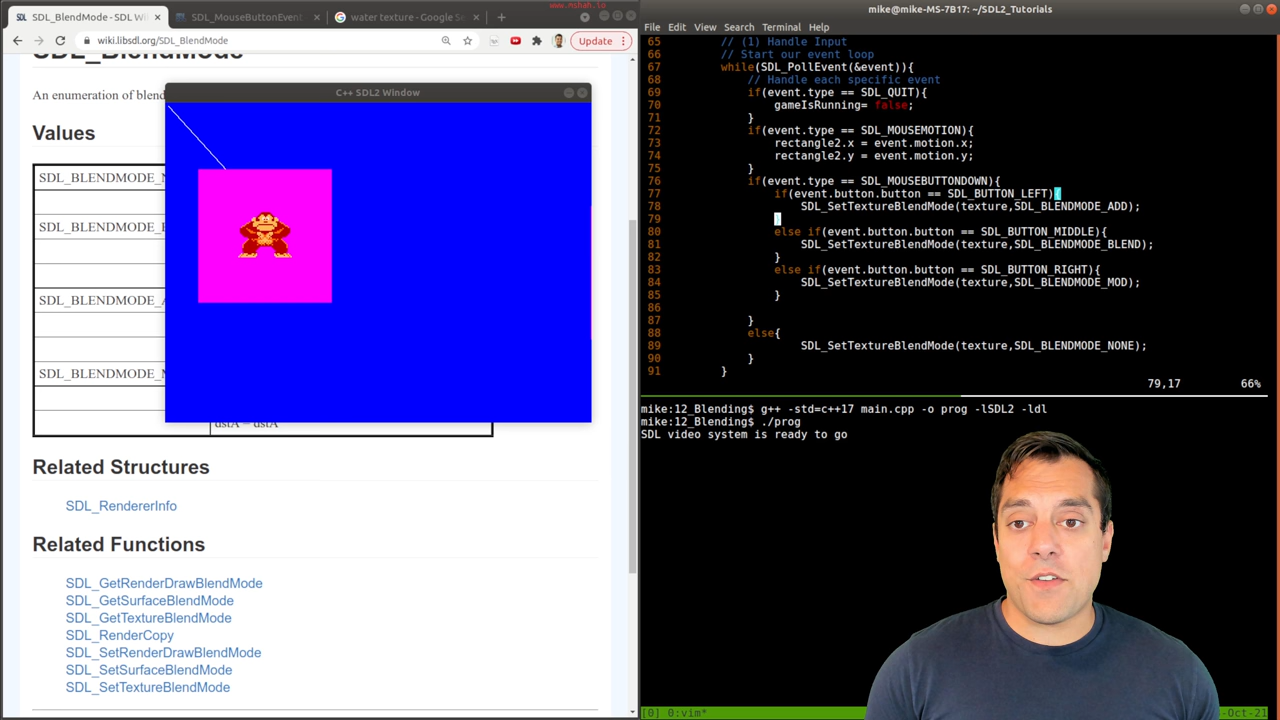 www.mshah.io
SDL_BlendMode - SDL Wi
SDL_MouseButtonEvent
water texture - Google Se
wiki.libsdl.org/SDL_BlendMode
Update
SDL_BlendMode
An enumeration of blend
Values
SDL_BLENDMODE_N
SDL_BLENDMODE_B
SDL_BLENDMODE_A
SDL_BLENDMODE_M
dstA = dstA
Related Structures
SDL_RendererInfo
Related Functions
SDL_GetRenderDrawBlendMode
SDL_GetSurfaceBlendMode
SDL_GetTextureBlendMode
SDL_RenderCopy
SDL_SetRenderDrawBlendMode
SDL_SetSurfaceBlendMode
SDL_SetTextureBlendMode
C++ SDL2 Window
mike@mike-MS-7B17: ~/SDL2_Tutorials
File Edit View Search Terminal Help
65 // (1) Handle Input
66 // Start our event loop
67 while(SDL_PollEvent(&event)){
68 // Handle each specific event
69 if(event.type == SDL_QUIT){
70 gameIsRunning= false;
71 }
72 if(event.type == SDL_MOUSEMOTION){
73 rectangle2.x = event.motion.x;
74 rectangle2.y = event.motion.y;
75 }
76 if(event.type == SDL_MOUSEBUTTONDOWN){
77 if(event.button.button == SDL_BUTTON_LEFT){
78 SDL_SetTextureBlendMode(texture,SDL_BLENDMODE_ADD);
79 }
80 else if(event.button.button == SDL_BUTTON_MIDDLE){
81 SDL_SetTextureBlendMode(texture,SDL_BLENDMODE_BLEND);
82 }
83 else if(event.button.button == SDL_BUTTON_RIGHT){
84 SDL_SetTextureBlendMode(texture,SDL_BLENDMODE_MOD);
85 }
86
87 }
88 else{
89 SDL_SetTextureBlendMode(texture,SDL_BLENDMODE_NONE);
90 }
91 }
79,17 66%
mike:12_Blending$ g++ -std=c++17 main.cpp -o prog -lSDL2 -ldl
mike:12_Blending$ ./prog
SDL video system is ready to go
[0] 0:vim*
-Oct-21